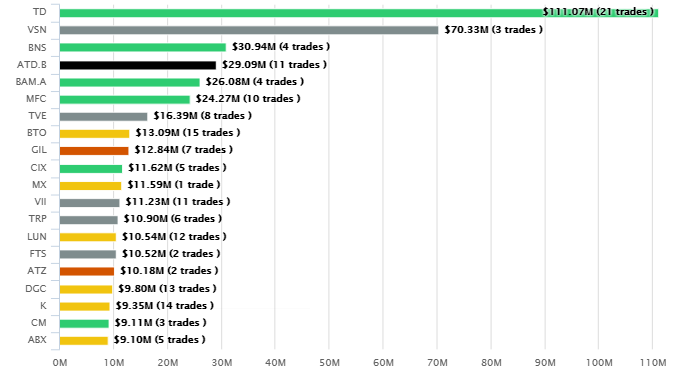 TD $111.07M (21 trades )
VSN $70.33M (3 trades )
BNS $30.94M (4 trades )
ATD.B $29.09M (11 trades )
BAM.A $26.08M (4 trades )
MFC $24.27M (10 trades )
TVE $16.39M (8 trades )
BTO $13.09M (15 trades )
GIL $12.84M (7 trades )
CIX $11.62M (5 trades )
MX $11.59M (1 trade )
VII $11.23M (11 trades )
TRP $10.90M (6 trades )
LUN $10.54M (12 trades )
FTS $10.52M (2 trades )
ATZ $10.18M (2 trades )
DGC $9.80M (13 trades )
K $9.35M (14 trades )
CM $9.11M (3 trades )
ABX $9.10M (5 trades )
0M 10M 20M 30M 40M 50M 60M 70M 80M 90M 100M 110M